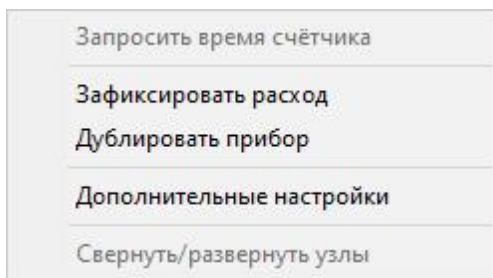 Запросить время счётчика
Зафиксировать расход
Дублировать прибор
Дополнительные настройки
Свернуть/развернуть узлы